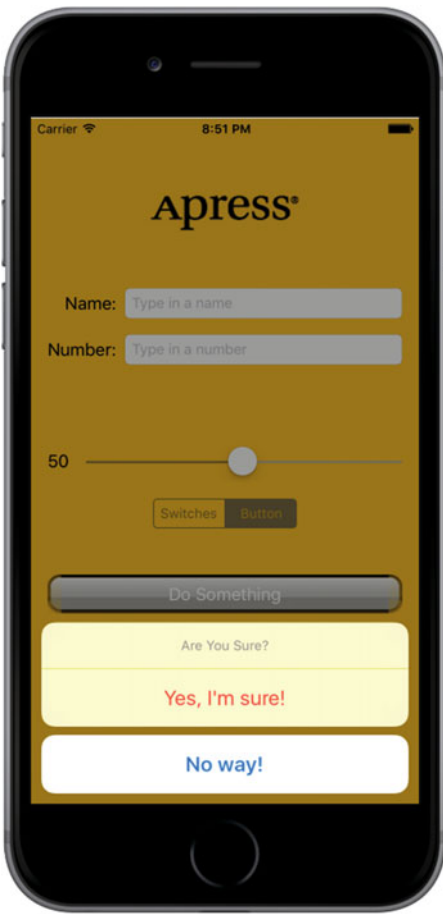 Carrier 8:51 PM
Apress®
Name: Type in a name
Number: Type in a number
50
Switches Button
Do Something
Are You Sure?
Yes, I'm sure!
No way!